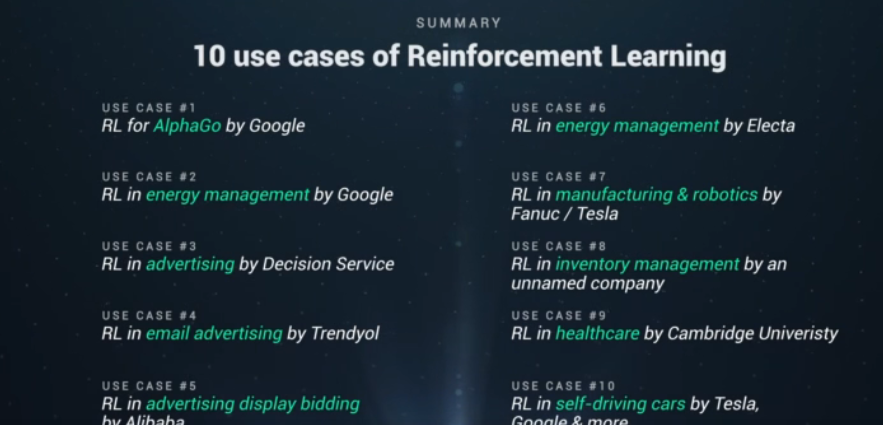 SUMMARY
10 use cases of Reinforcement Learning
USE CASE #1
RL for AlphaGo by Google
USE CASE #2
RL in energy management by Google
USE CASE #3
RL in advertising by Decision Service
USE CASE #4
RL in email advertising by Trendyol
USE CASE #5
RL in advertising display bidding
by Alibaba
USE CASE #6
RL in energy management by Electa
USE CASE #7
RL in manufacturing & robotics by
Fanuc / Tesla
USE CASE #8
RL in inventory management by an
unnamed company
USE CASE #9
RL in healthcare by Cambridge Univeristy
USE CASE #10
RL in self-driving cars by Tesla,
Google & more